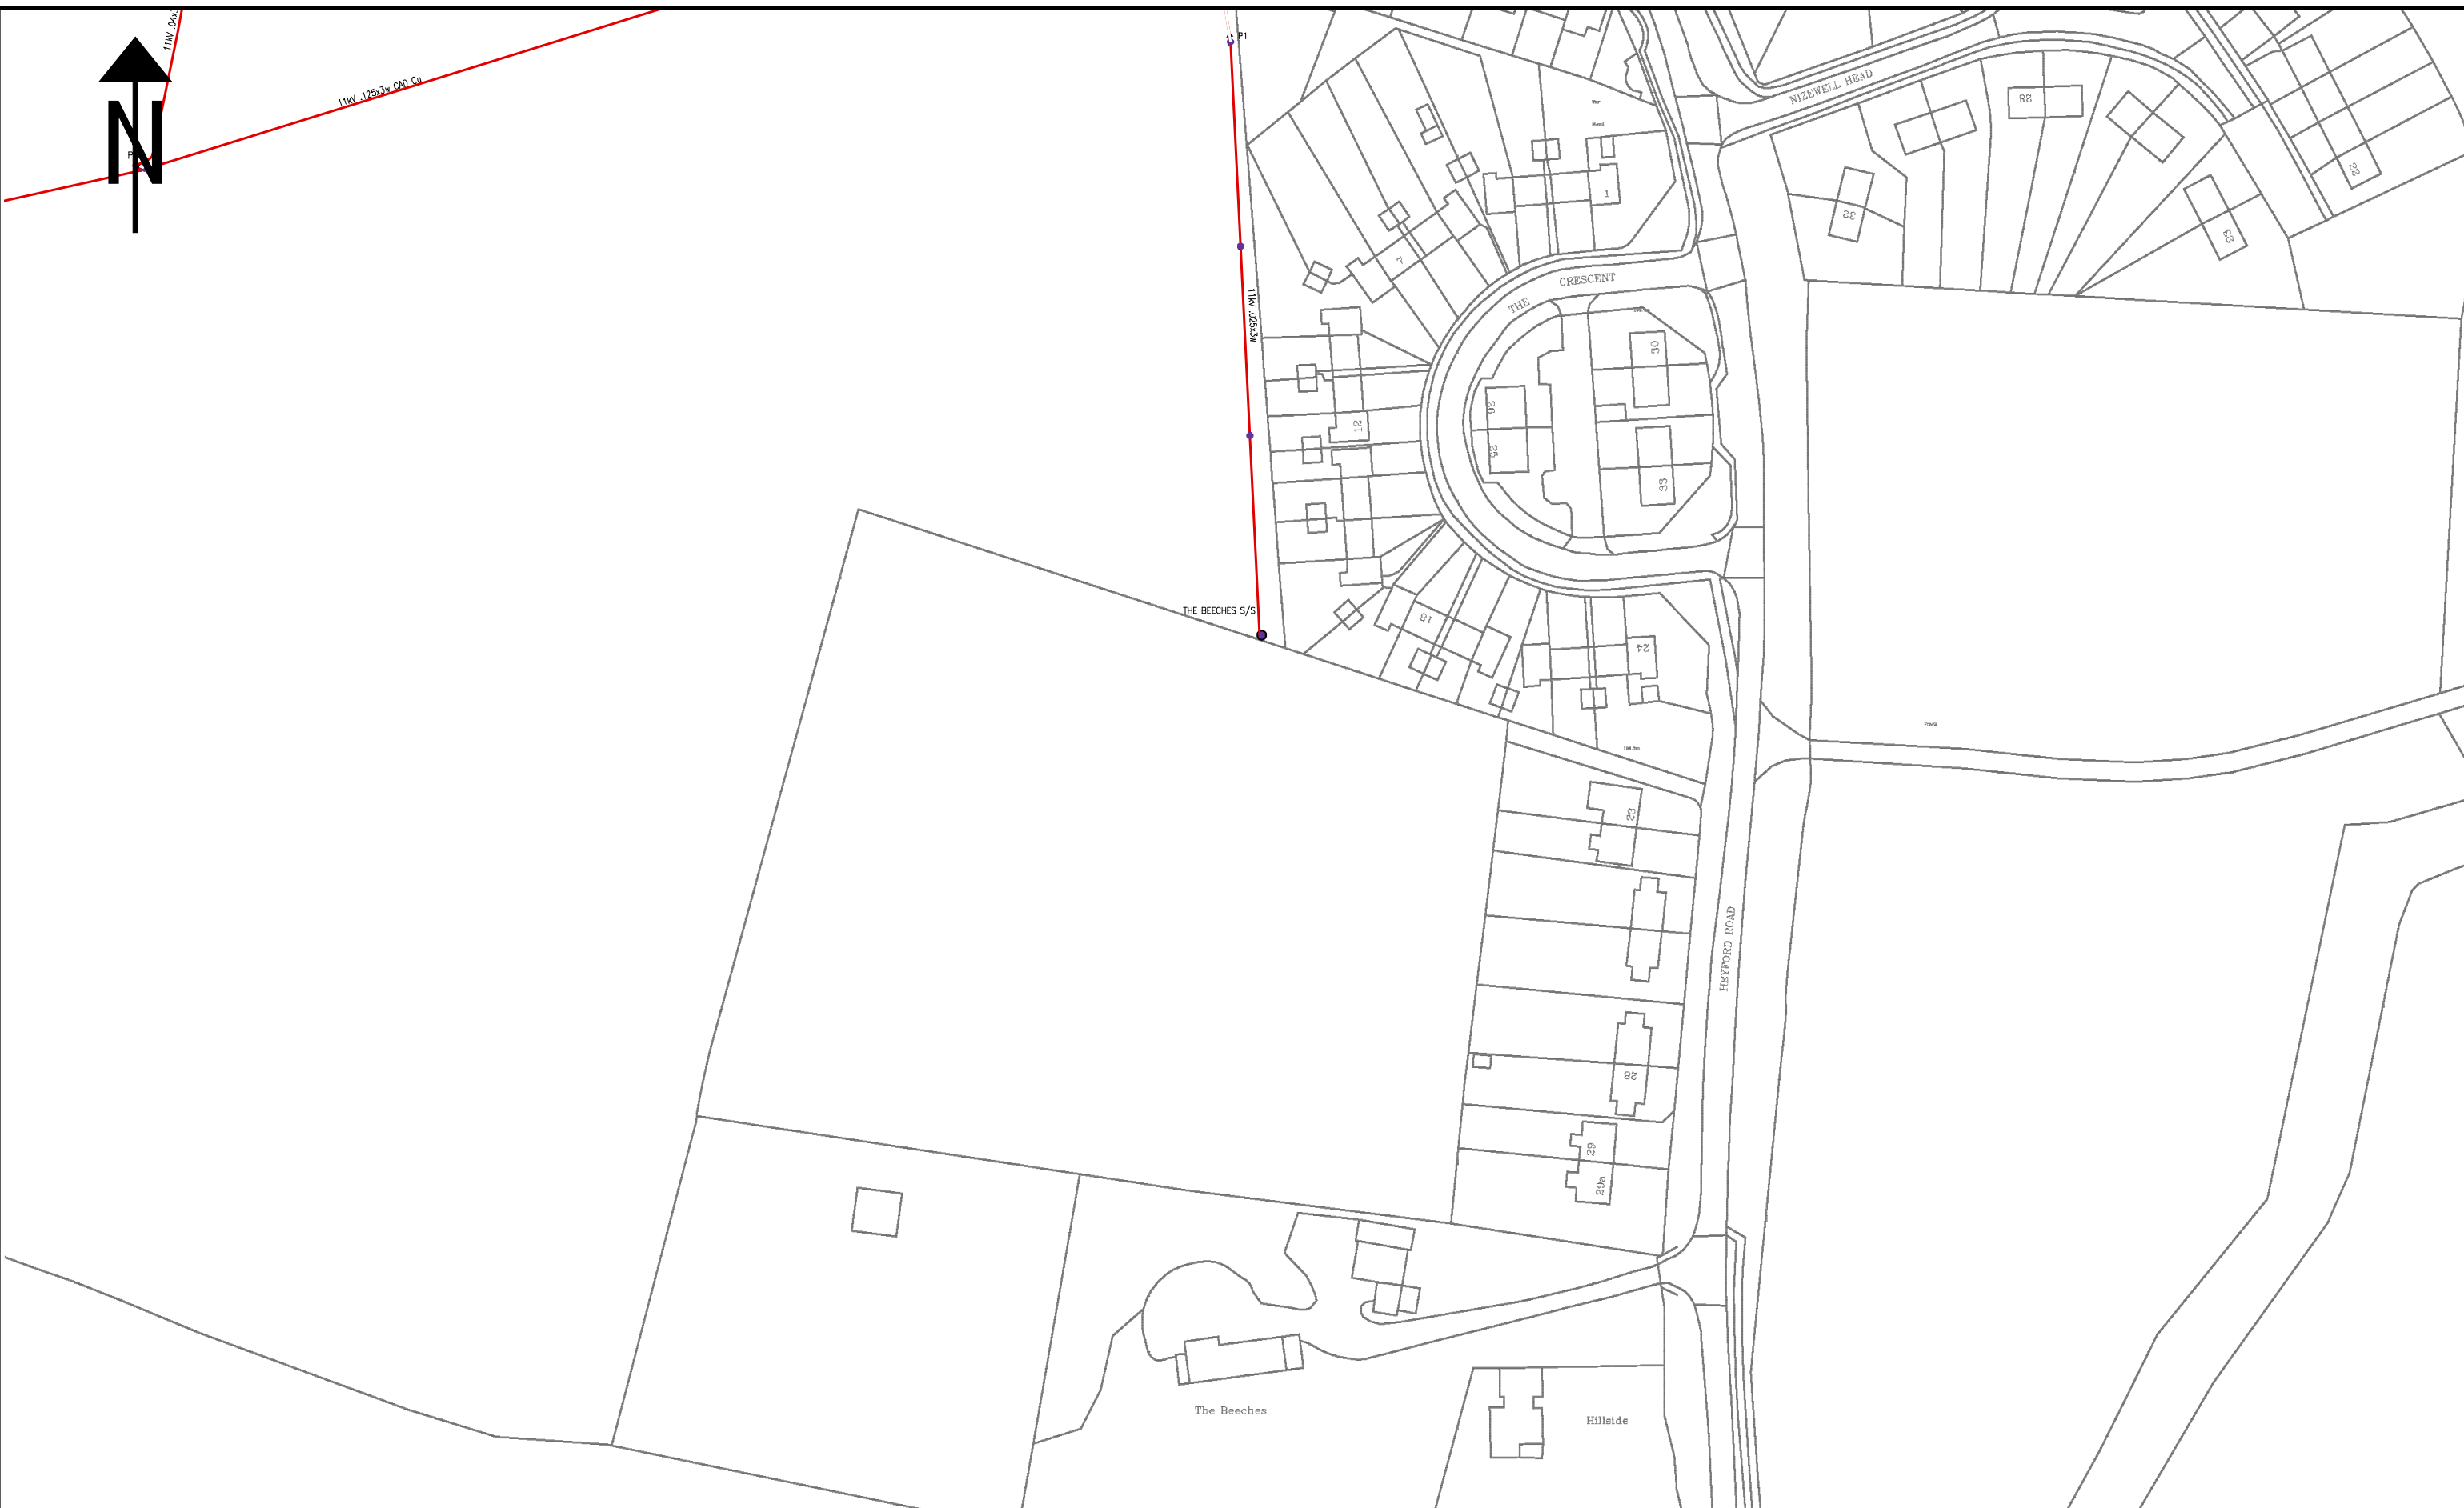 11kV .04x3
11kV .125x3w CAD Cu
N
P
P1
11kV .025x3w
THE BEECHES S/S
NIZEWELL HEAD
THE CRESCENT
HEYFORD ROAD
1
7
12
18
24
26
25
30
33
32
28
23
22
Track
23
28
29
29a
The Beeches
Hillside